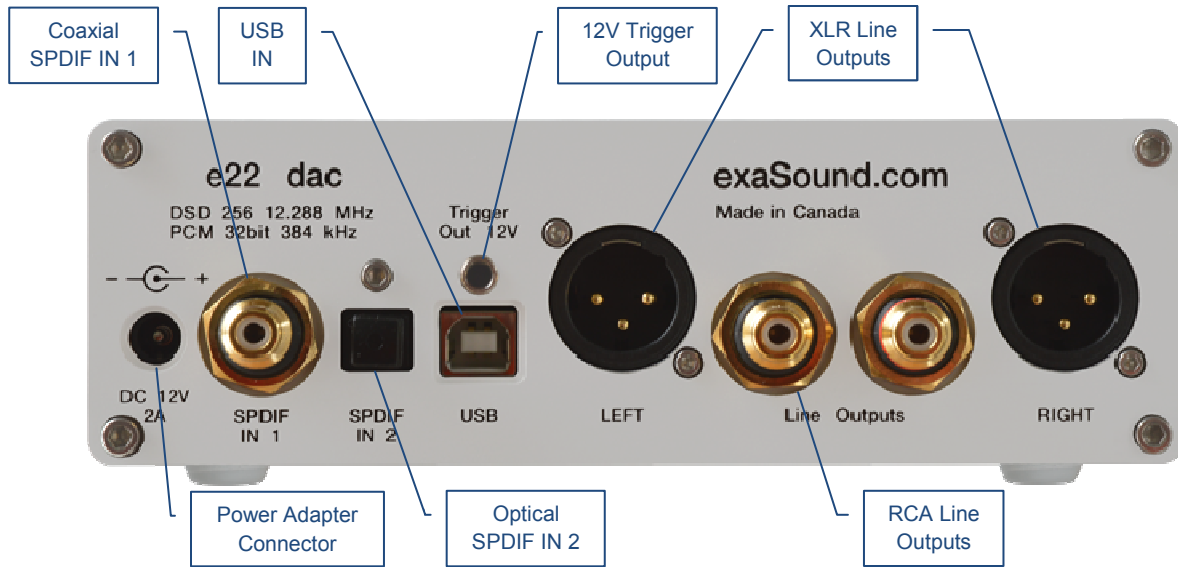 Coaxial
SPDIF IN 1
USB
IN
12V Trigger
Output
XLR Line
Outputs
e22 dac
exaSound.com
DSD 256 12.288 MHz
PCM 32bit 384 kHz
Trigger
Out 12V
Made in Canada
- +
DC 12V
2A
SPDIF
IN 1
SPDIF
IN 2
USB
LEFT
Line Outputs
RIGHT
Power Adapter
Connector
Optical
SPDIF IN 2
RCA Line
Outputs